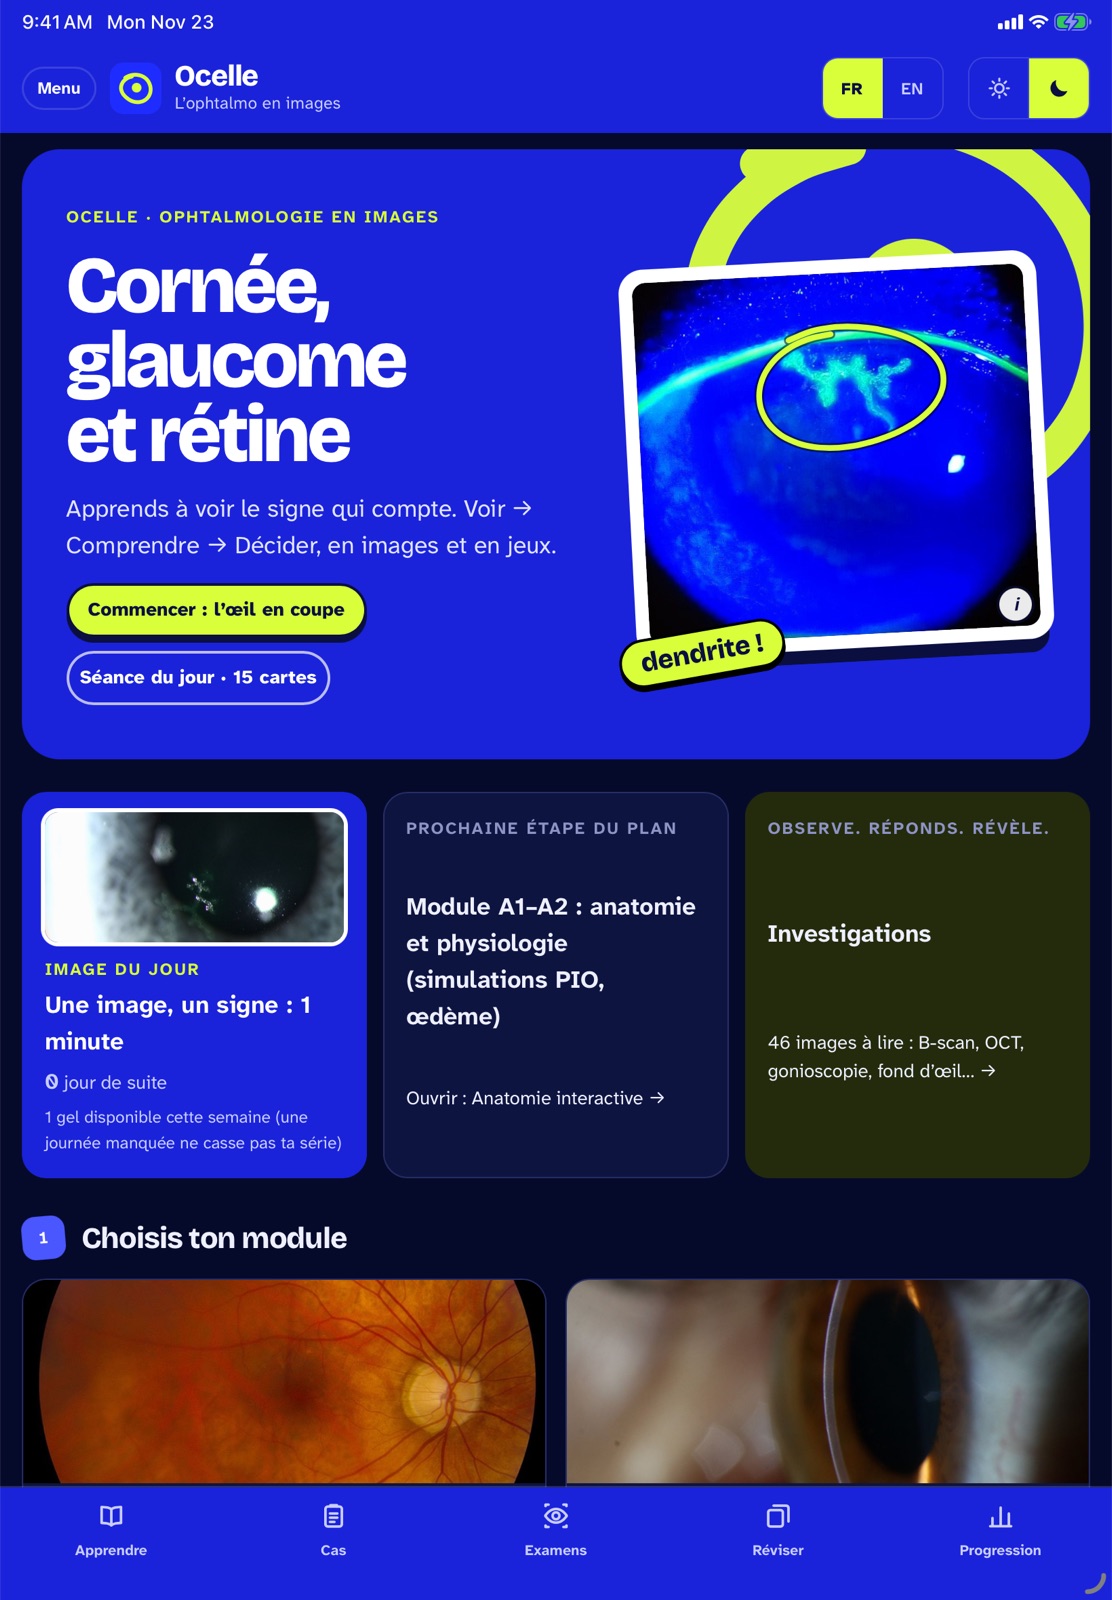 9:41 AM Mon Nov 23
Menu
Ocelle
L'ophtalmo en images
FR
EN
OCELLE · OPHTALMOLOGIE EN IMAGES
Cornée,
glaucome
et rétine
Apprends à voir le signe qui compte. Voir →
Comprendre → Décider, en images et en jeux.
Commencer : l’œil en coupe
Séance du jour · 15 cartes
i
dendrite !
IMAGE DU JOUR
Une image, un signe : 1
minute
0 jour de suite
1 gel disponible cette semaine (une
journée manquée ne casse pas ta série)
PROCHAINE ÉTAPE DU PLAN
Module A1–A2 : anatomie
et physiologie
(simulations PIO,
œdème)
Ouvrir : Anatomie interactive →
OBSERVE. RÉPONDS. RÉVÈLE.
Investigations
46 images à lire : B-scan, OCT,
gonioscopie, fond d’œil… →
1
Choisis ton module
Apprendre
Cas
Examens
Réviser
Progression